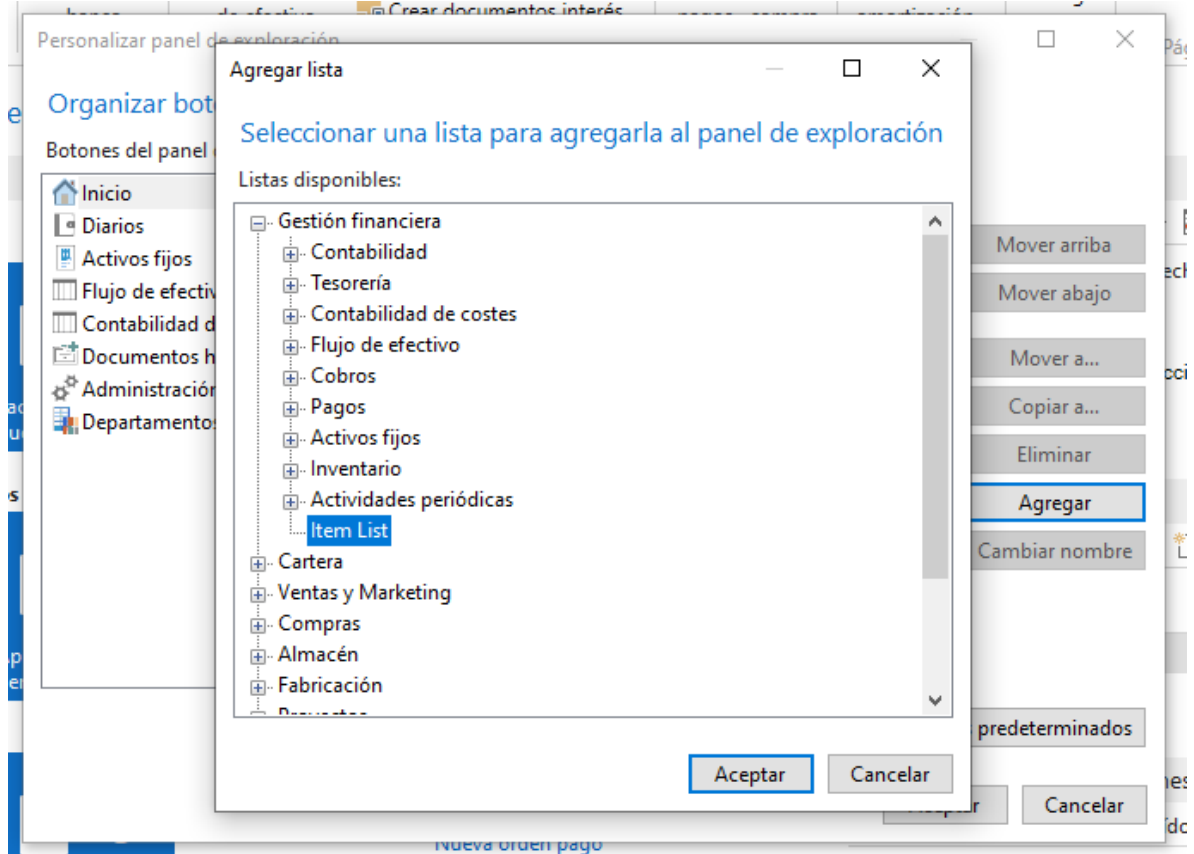 Crear documentos interés
Personalizar panel de exploración
Organizar bot
Botones del panel
Inicio
Diarios
Activos fijos
Flujo de efectiv
Contabilidad d
Documentos h
Administración
Departamentos
Agregar lista
Seleccionar una lista para agregarla al panel de exploración
Listas disponibles:
Gestión financiera
Contabilidad
Tesorería
Contabilidad de costes
Flujo de efectivo
Cobros
Pagos
Activos fijos
Inventario
Actividades periódicas
Item List
Cartera
Ventas y Marketing
Compras
Almacén
Fabricación
Proyectos
Aceptar
Cancelar
Mover arriba
Mover abajo
Mover a...
Copiar a...
Eliminar
Agregar
Cambiar nombre
predeterminados
Cancelar
Nueva orden pago